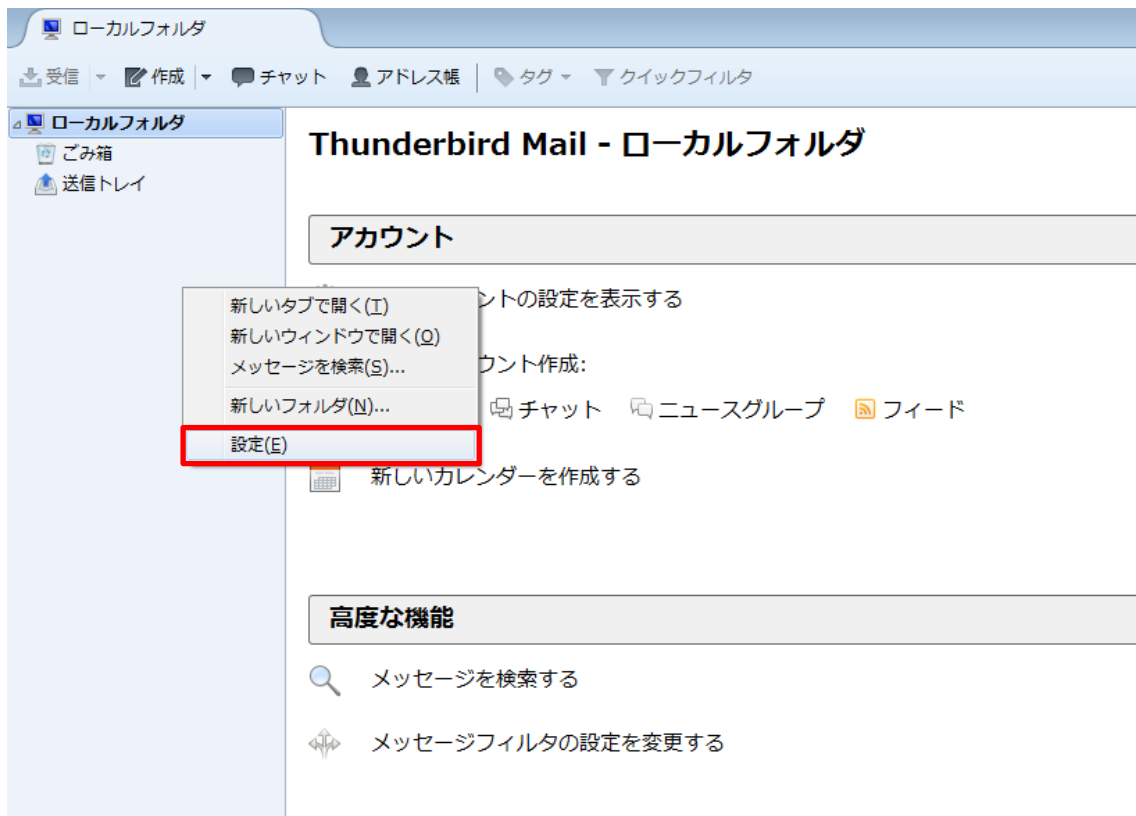 ローカルフォルダ
受信 作成 チャット アドレス帳 タグ クイックフィルタ
ローカルフォルダ
ごみ箱
送信トレイ
Thunderbird Mail - ローカルフォルダ
アカウント
ントの設定を表示する
新しいタブで開く(T)
新しいウィンドウで開く(O)
メッセージを検索(S)...
新しいフォルダ(N)...
設定(E)
ウント作成:
チャット ニュースグループ フィード
新しいカレンダーを作成する
高度な機能
メッセージを検索する
メッセージフィルタの設定を変更する